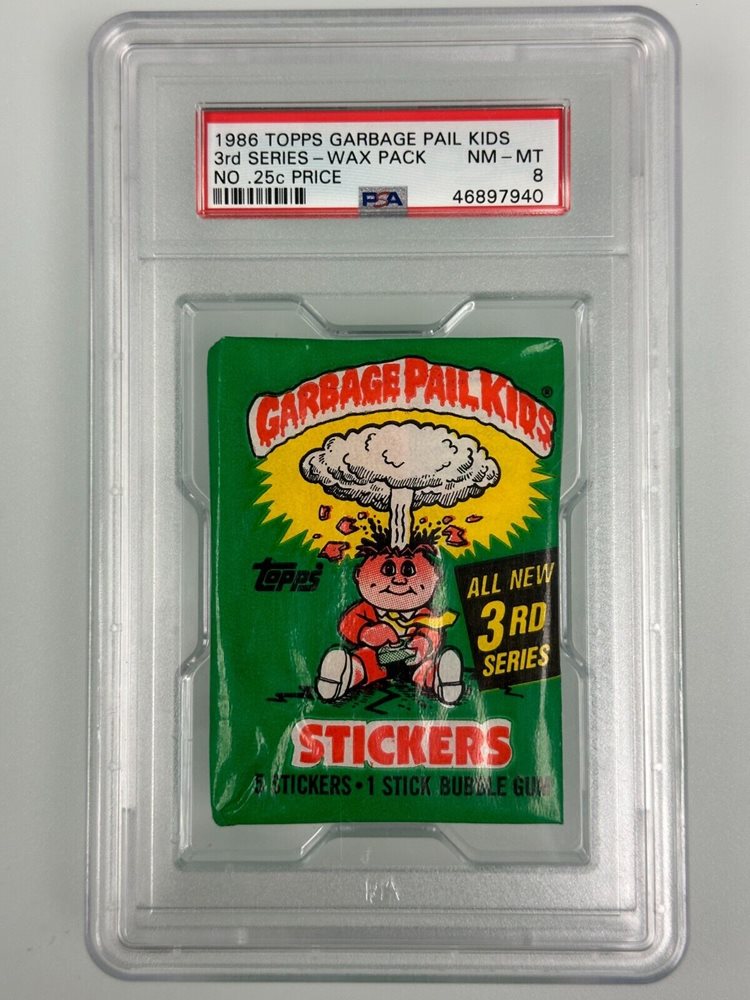 1986 TOPPS GARBAGE PAIL KIDS
3rd SERIES – WAX PACK NM – MT
NO .25c PRICE 8
PSA 46897940
GARBAGE PAIL KIDS®
topps®
ALL NEW
3RD
SERIES
STICKERS
5 STICKERS • 1 STICK BUBBLE GUM